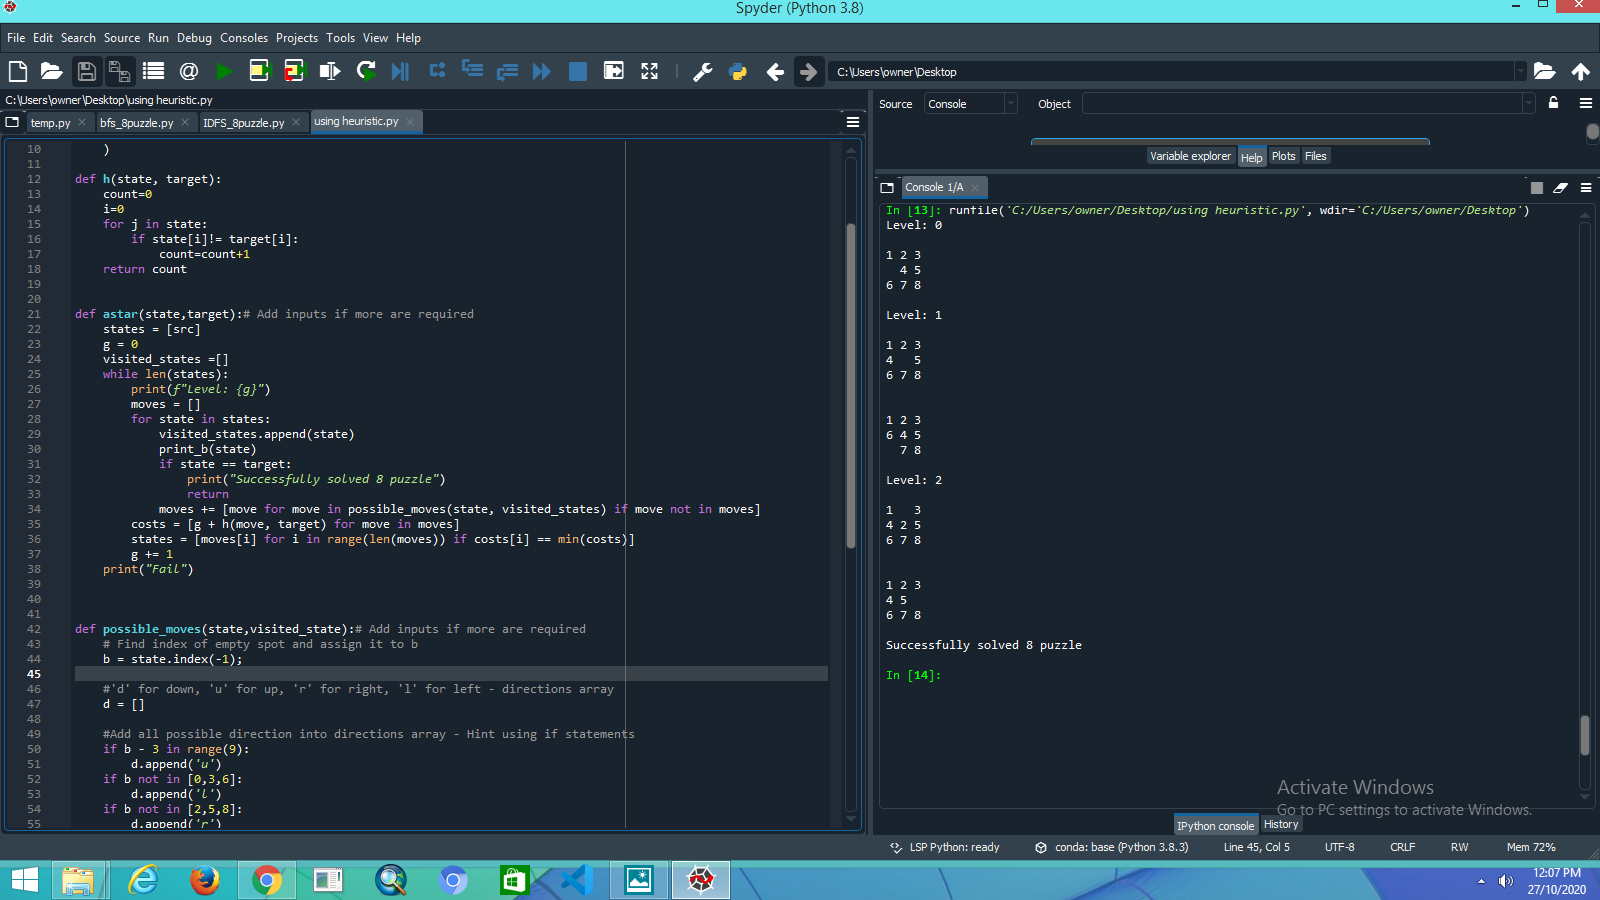 Spyder (Python 3.8)
File Edit Search Source Run Debug Consoles Projects Tools View Help
C:\Users\owner\Desktop
C:\Users\owner\Desktop\using heuristic.py
temp.py bfs_8puzzle.py IDFS_8puzzle.py using heuristic.py
10 )
11
12 def h(state, target):
13 count=0
14 i=0
15 for j in state:
16 if state[i]!= target[i]:
17 count=count+1
18 return count
19
20
21 def astar(state,target):# Add inputs if more are required
22 states = [src]
23 g = 0
24 visited_states =[]
25 while len(states):
26 print(f"Level: {g}")
27 moves = []
28 for state in states:
29 visited_states.append(state)
30 print_b(state)
31 if state == target:
32 print("Successfully solved 8 puzzle")
33 return
34 moves += [move for move in possible_moves(state, visited_states) if move not in moves]
35 costs = [g + h(move, target) for move in moves]
36 states = [moves[i] for i in range(len(moves)) if costs[i] == min(costs)]
37 g += 1
38 print("Fail")
39
40
41
42 def possible_moves(state,visited_state):# Add inputs if more are required
43 # Find index of empty spot and assign it to b
44 b = state.index(-1);
45
46 #'d' for down, 'u' for up, 'r' for right, 'l' for left - directions array
47 d = []
48
49 #Add all possible direction into directions array - Hint using if statements
50 if b - 3 in range(9):
51 d.append('u')
52 if b not in [0,3,6]:
53 d.append('l')
54 if b not in [2,5,8]:
55 d.append('r')
Source Console Object
Variable explorer Help Plots Files
Console 1/A
In [13]: runfile('C:/Users/owner/Desktop/using heuristic.py', wdir='C:/Users/owner/Desktop')
Level: 0
1 2 3
4 5
6 7 8
Level: 1
1 2 3
4 5
6 7 8
1 2 3
6 4 5
7 8
Level: 2
1 3
4 2 5
6 7 8
1 2 3
4 5
6 7 8
Successfully solved 8 puzzle
In [14]:
Activate Windows
Go to PC settings to activate Windows.
IPython console History
LSP Python: ready conda: base (Python 3.8.3) Line 45, Col 5 UTF-8 CRLF RW Mem 72%
12:07 PM
27/10/2020